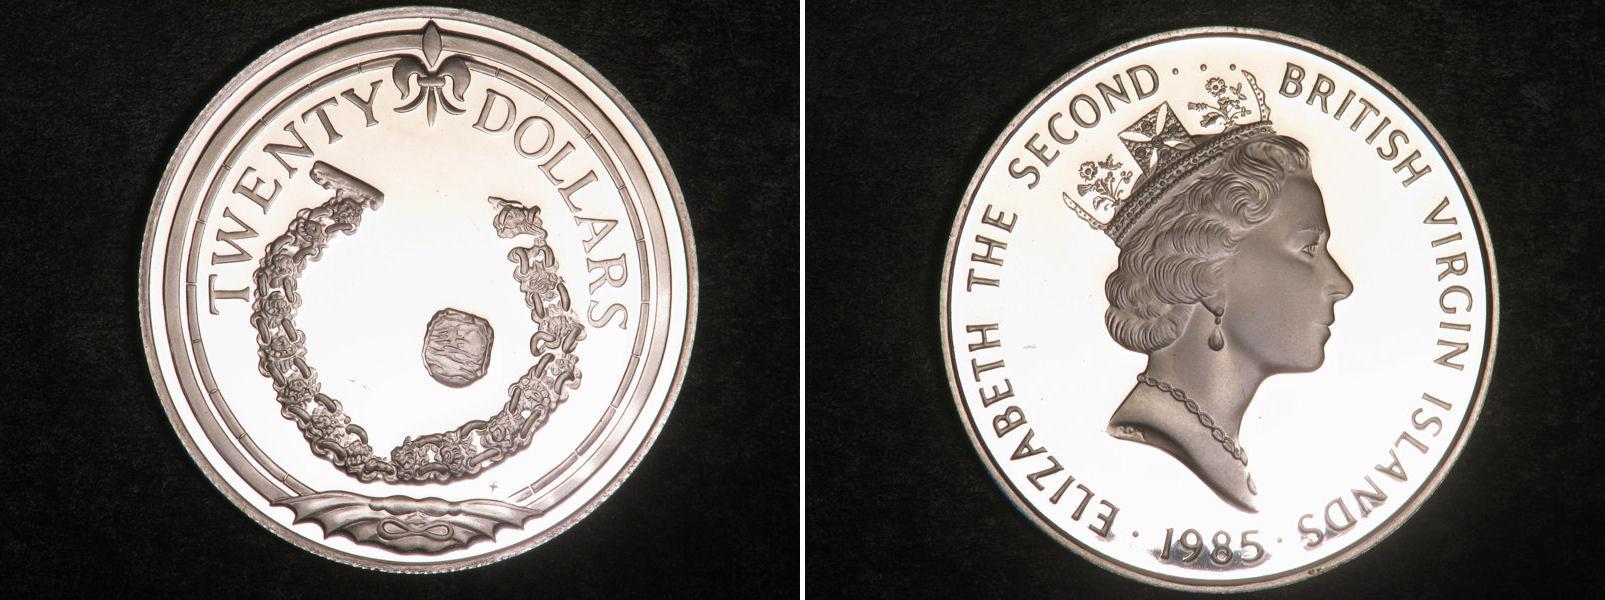 TWENTY DOLLARS
ELIZABETH THE SECOND · · · BRITISH VIRGIN ISLANDS · 1985 ·